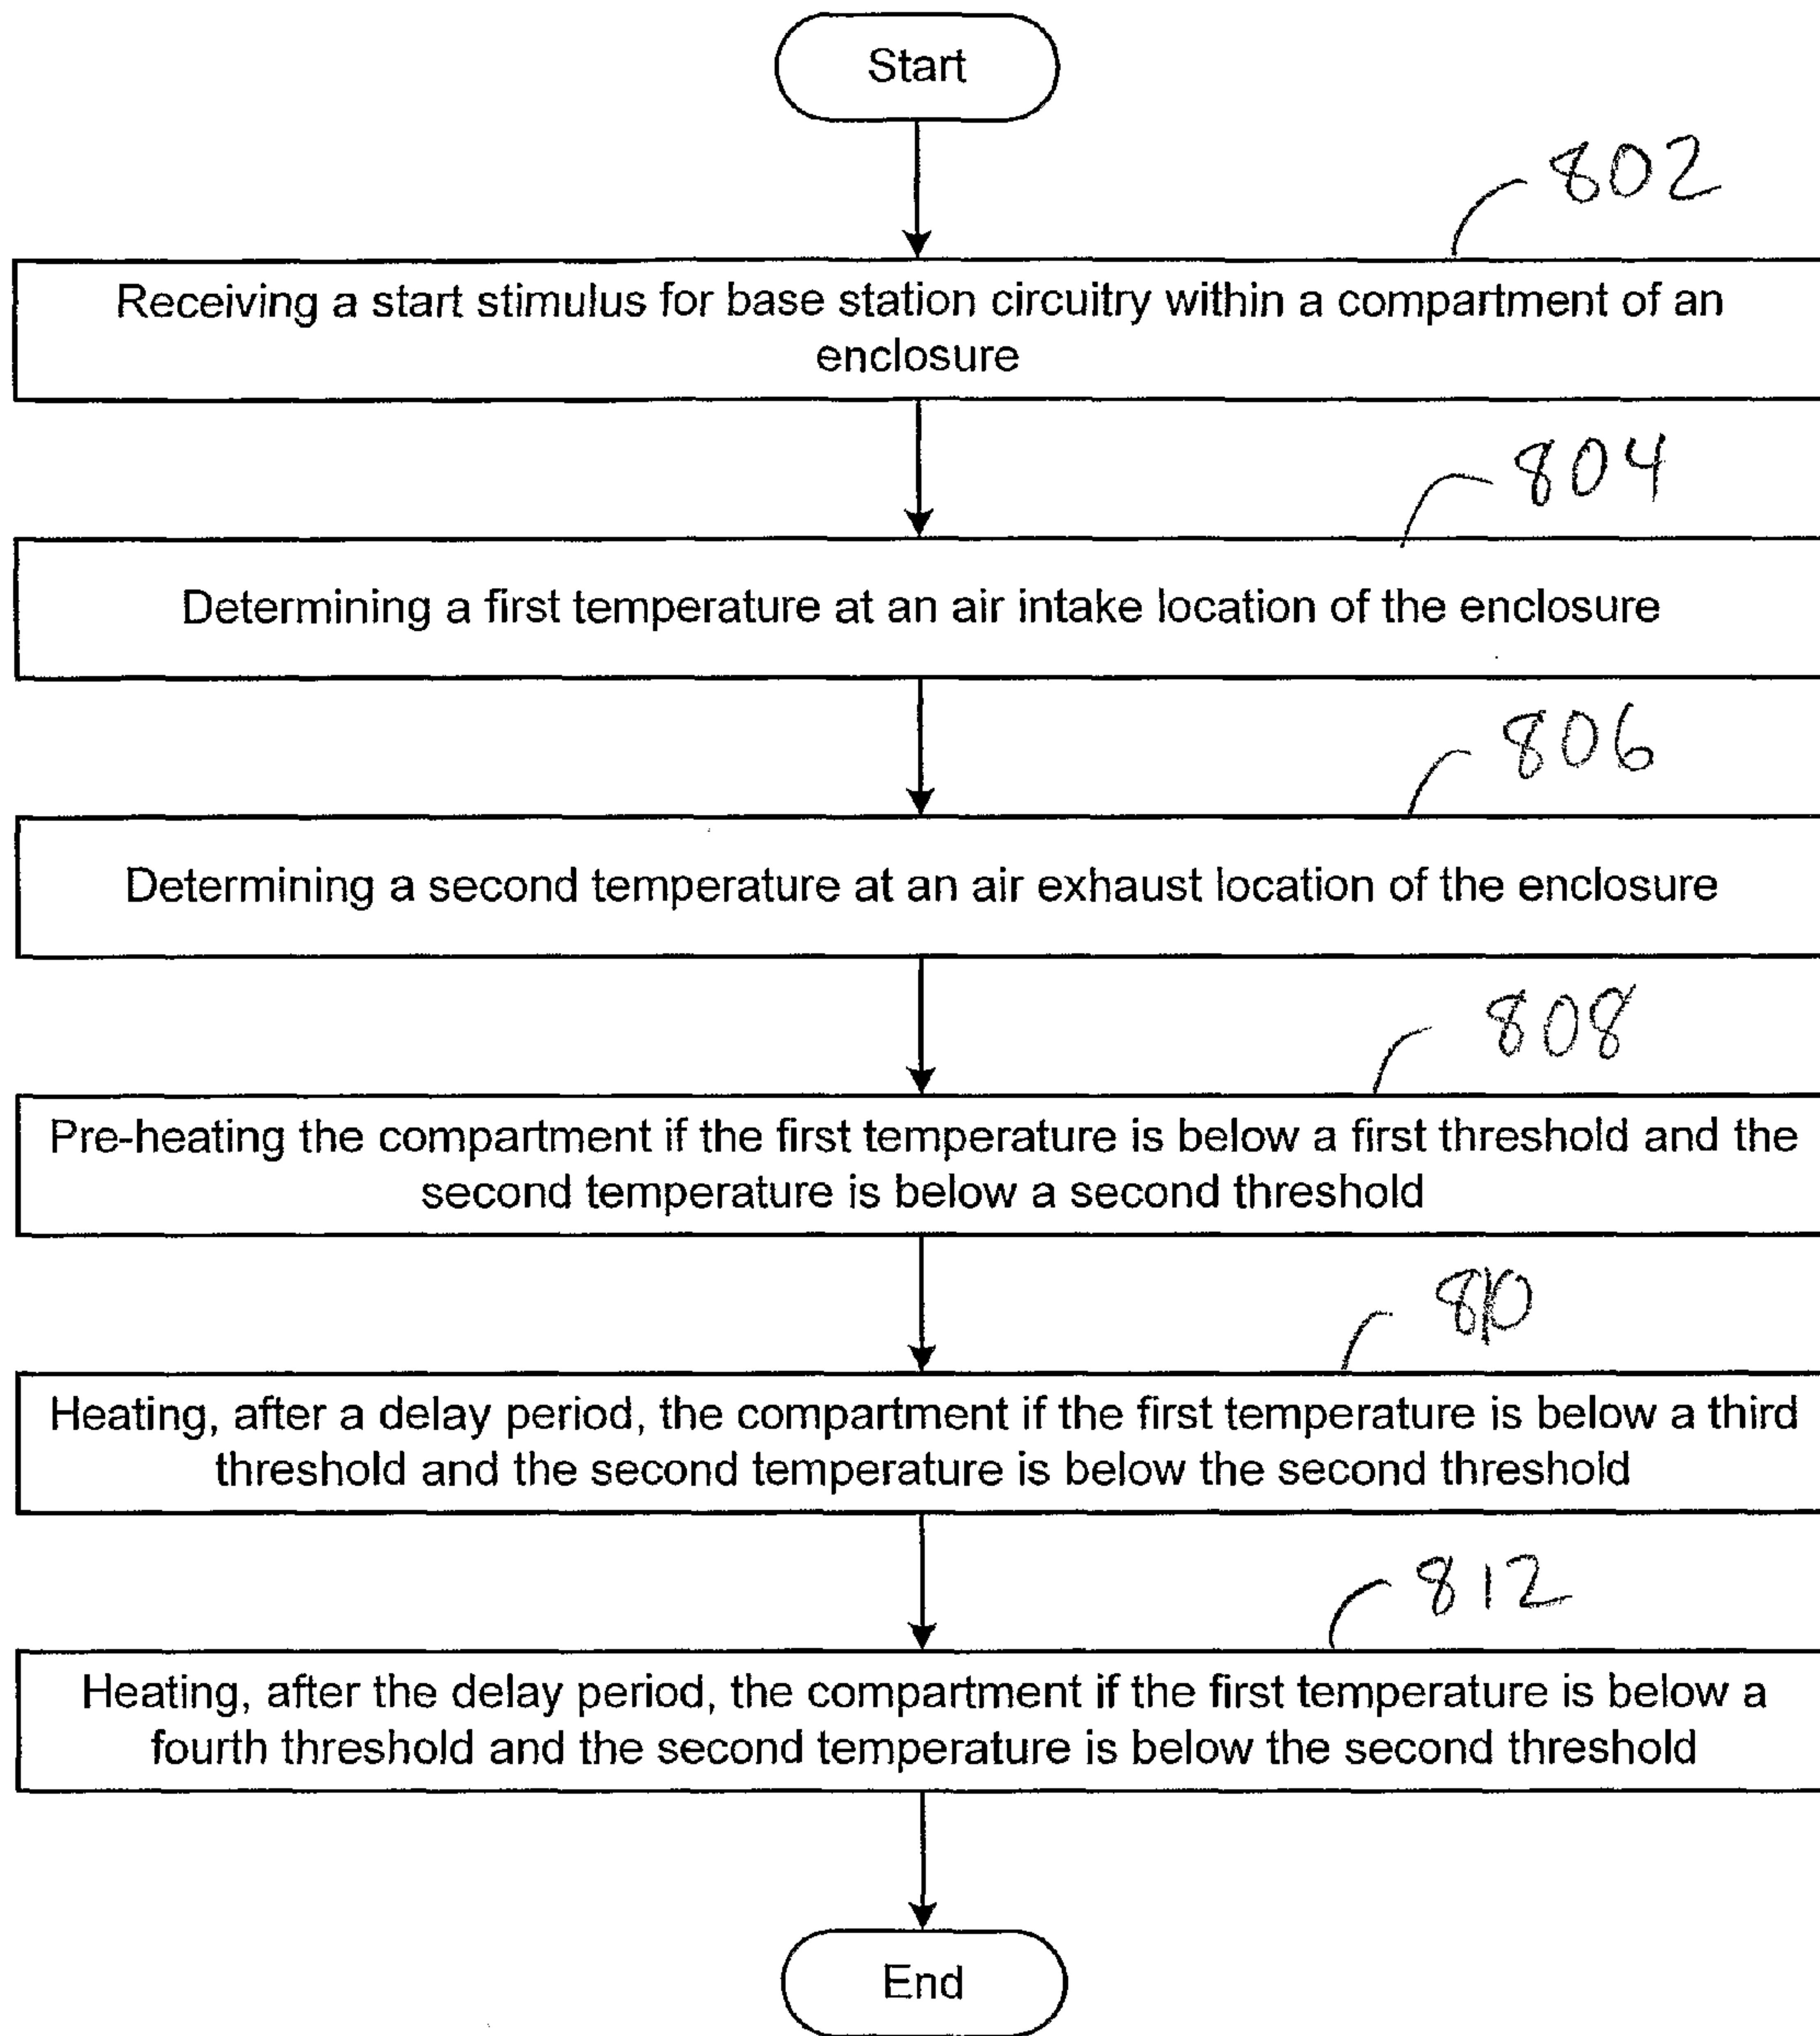 Start
802
Receiving a start stimulus for base station circuitry within a compartment of an
enclosure
804
Determining a first temperature at an air intake location of the enclosure
806
Determining a second temperature at an air exhaust location of the enclosure
808
Pre-heating the compartment if the first temperature is below a first threshold and the
second temperature is below a second threshold
810
Heating, after a delay period, the compartment if the first temperature is below a third
threshold and the second temperature is below the second threshold
812
Heating, after the delay period, the compartment if the first temperature is below a
fourth threshold and the second temperature is below the second threshold
End